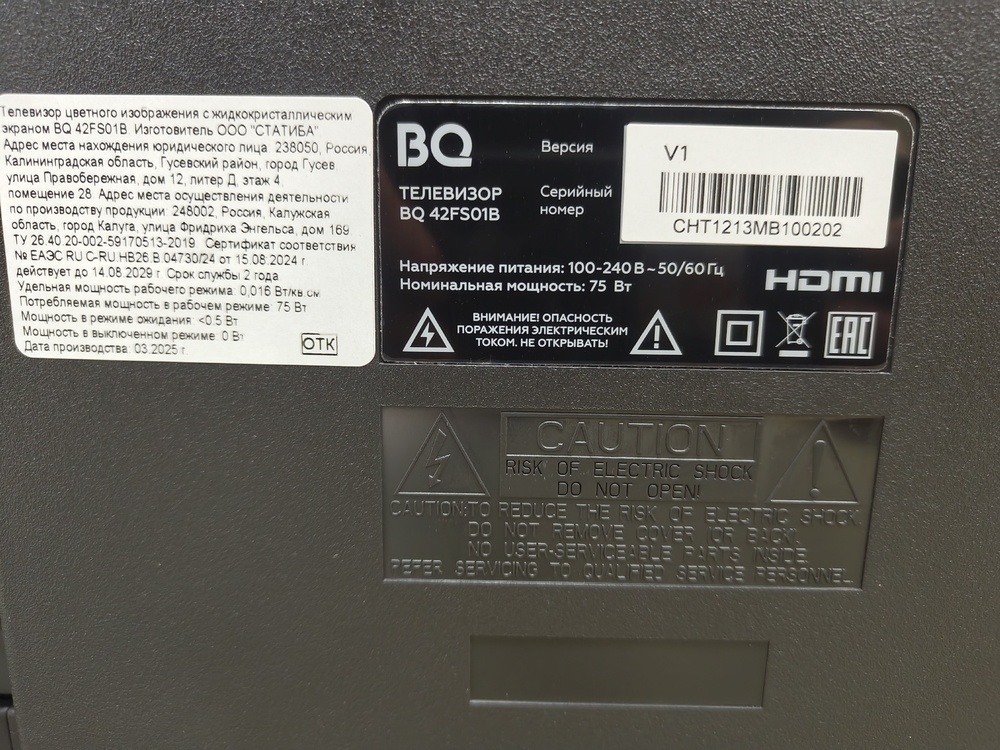 Телевизор цветного изображения с жидкокристаллическим
экраном BQ 42FS01B Изготовитель ООО "СТАТИБА"
Адрес места нахождения юридического лица 238050, Россия,
Калининградская область, Гусевский район, город Гусев
улица Правобережная, дом 12, литер Д, этаж 4,
помещение 28. Адрес места осуществления деятельности
по производству продукции: 248002, Россия, Калужская
область, город Калуга, улица Фридриха Энгельса, дом 169
ТУ 26.40.20-002-59170513-2019 Сертификат соответствия
№ ЕАЭС RU C-RU.HB26.B.04730/24 от 15.08.2024 г
действует до 14.08.2029 г. Срок службы 2 года
Удельная мощность рабочего режима: 0,016 Вт/кв.см
Потребляемая мощность в рабочем режиме: 75 Вт
Мощность в режиме ожидания: <0.5 Вт
Мощность в выключенном режиме: 0 Вт
Дата производства: 03.2025 г.
ОТК
BQ
ТЕЛЕВИЗОР
BQ 42FS01B
Версия
V1
Серийный
номер
CHT1213MB100202
Напряжение питания: 100-240 В ~ 50/60 Гц
Номинальная мощность: 75 Вт
HDMI
ВНИМАНИЕ! ОПАСНОСТЬ
ПОРАЖЕНИЯ ЭЛЕКТРИЧЕСКИМ
ТОКОМ. НЕ ОТКРЫВАТЬ!
EAC
CAUTION
RISK OF ELECTRIC SHOCK
DO NOT OPEN!
CAUTION:TO REDUCE THE RISK OF ELECTRIC SHOCK,
DO NOT REMOVE COVER (OR BACK).
NO USER-SERVICEABLE PARTS INSIDE.
PEPER SERVICING TO QUALIFIED SERVICE PERSONNEL.